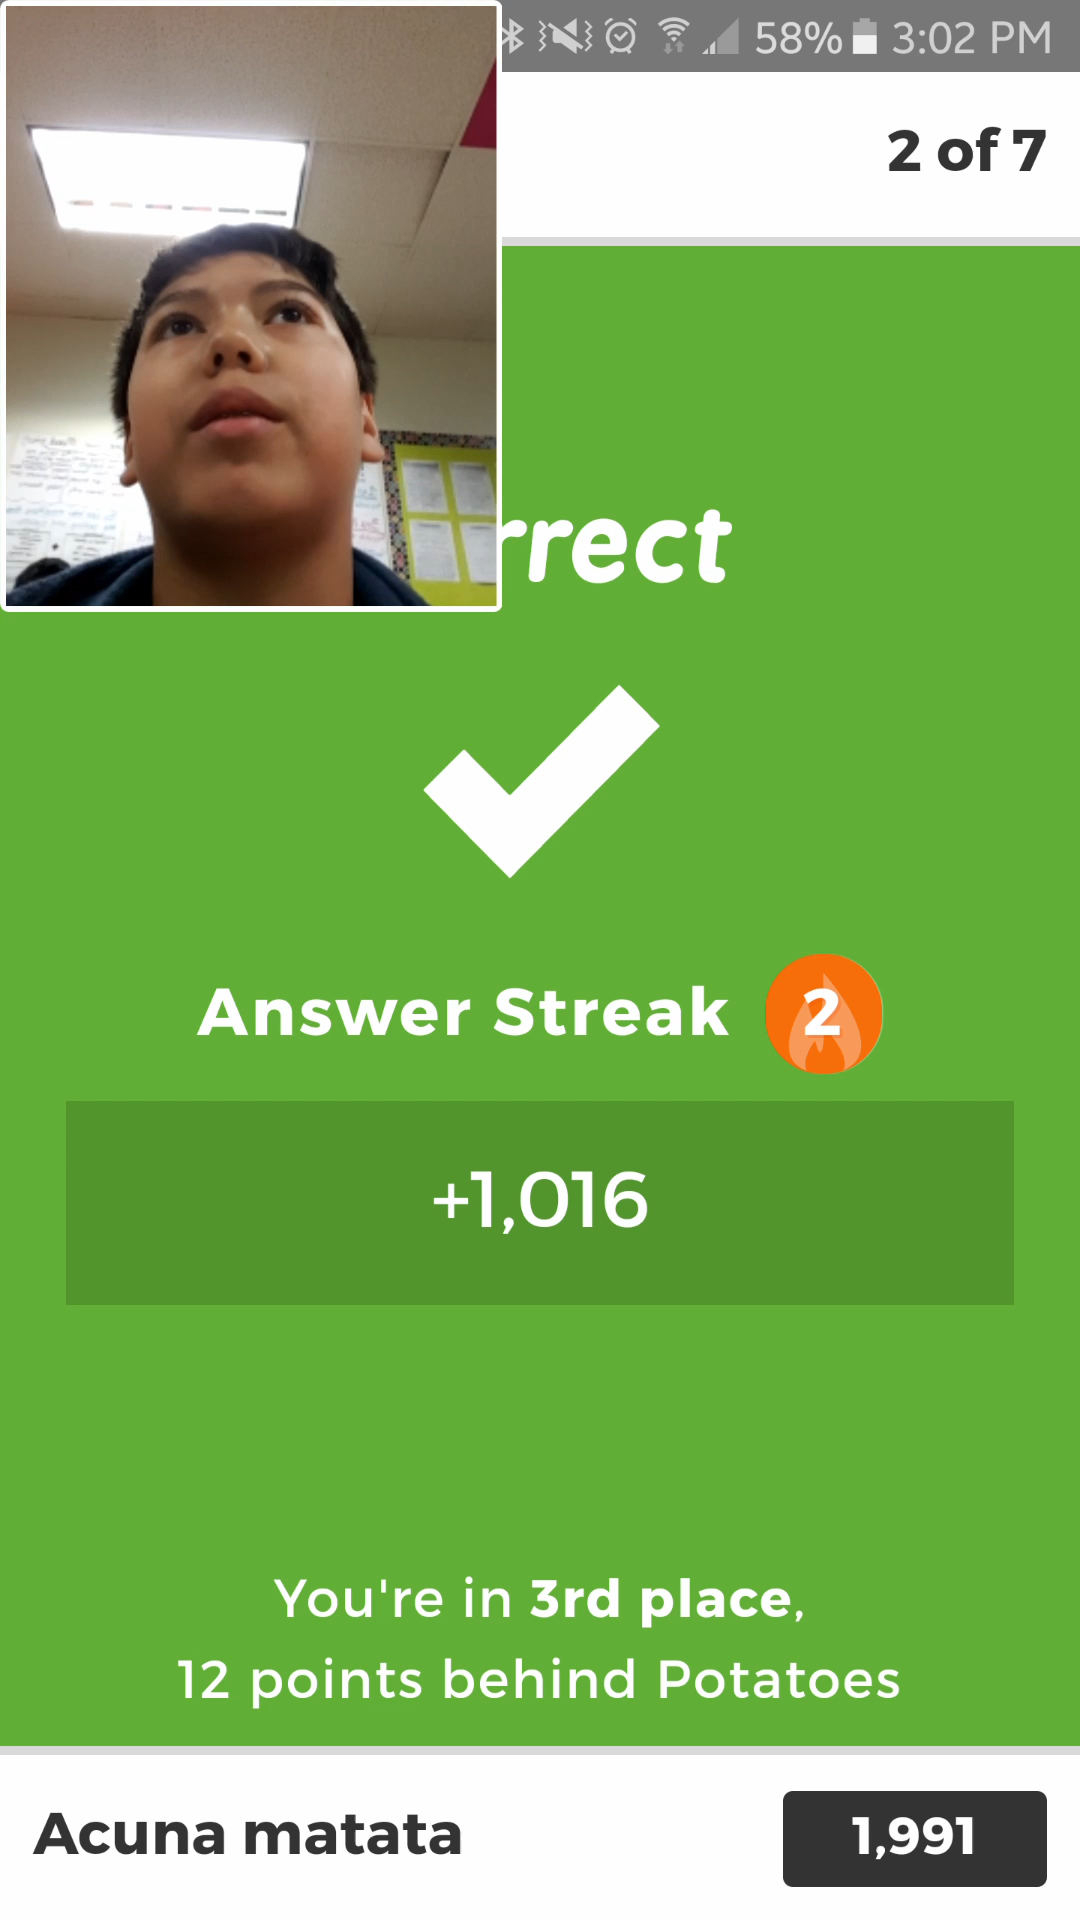 58% 3:02 PM
2 of 7
rrect
Answer Streak 2
+1,016
You're in 3rd place,
12 points behind Potatoes
Acuna matata
1,991